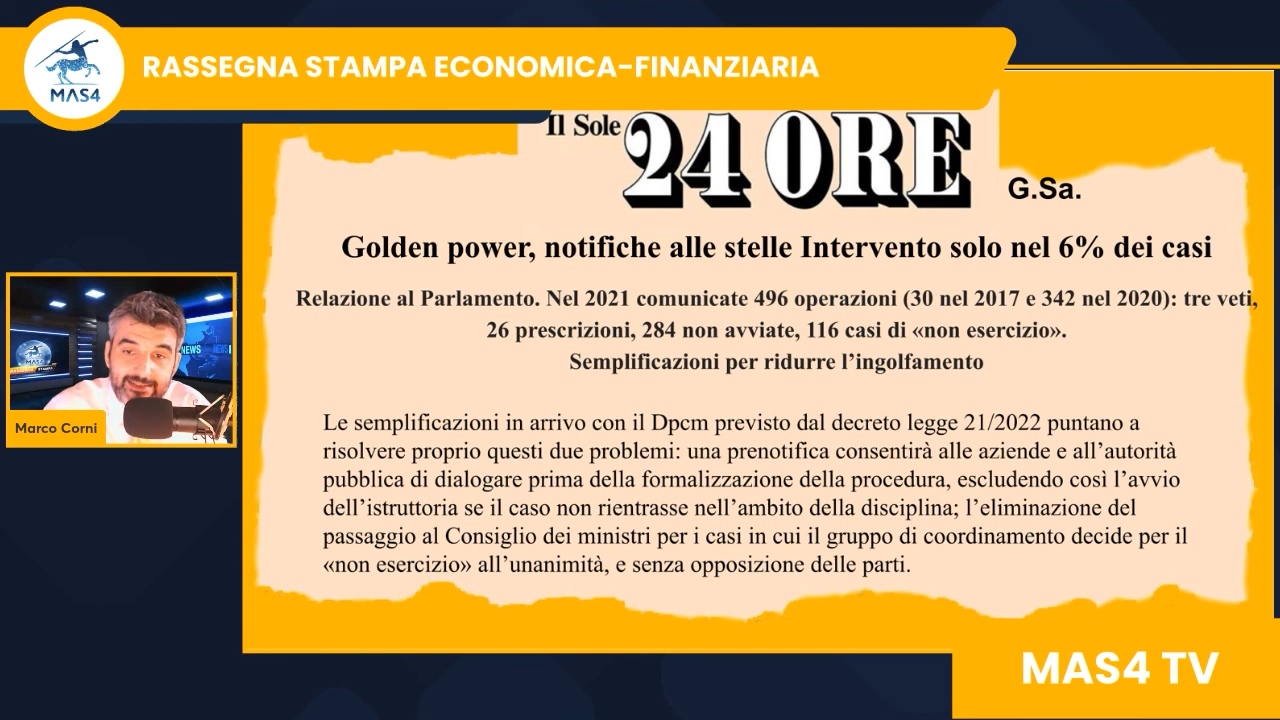 RASSEGNA STAMPA ECONOMICA-FINANZIARIA
MAS4
Il Sole
24 ORE
G.Sa.
Golden power, notifiche alle stelle Intervento solo nel 6% dei casi
Relazione al Parlamento. Nel 2021 comunicate 496 operazioni (30 nel 2017 e 342 nel 2020): tre veti,
26 prescrizioni, 284 non avviate, 116 casi di «non esercizio».
Semplificazioni per ridurre l’ingolfamento
Le semplificazioni in arrivo con il Dpcm previsto dal decreto legge 21/2022 puntano a
risolvere proprio questi due problemi: una prenotifica consentirà alle aziende e all’autorità
pubblica di dialogare prima della formalizzazione della procedura, escludendo così l’avvio
dell’istruttoria se il caso non rientrasse nell’ambito della disciplina; l’eliminazione del
passaggio al Consiglio dei ministri per i casi in cui il gruppo di coordinamento decide per il
«non esercizio» all’unanimità, e senza opposizione delle parti.
MAS4
NEWS
Marco Corni
MAS4 TV